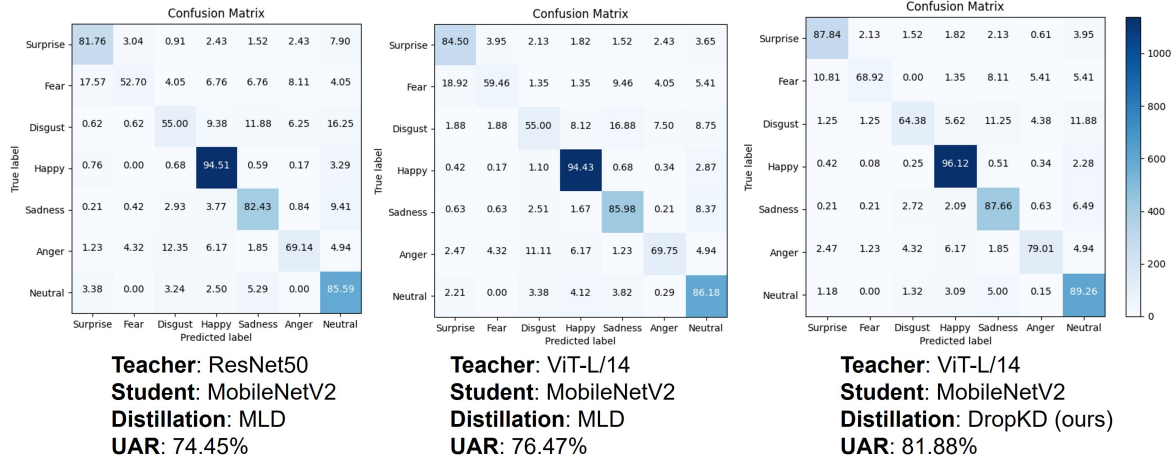 Confusion Matrix
True label
Surprise 81.76 3.04 0.91 2.43 1.52 2.43 7.90
Fear 17.57 52.70 4.05 6.76 6.76 8.11 4.05
Disgust 0.62 0.62 55.00 9.38 11.88 6.25 16.25
Happy 0.76 0.00 0.68 94.51 0.59 0.17 3.29
Sadness 0.21 0.42 2.93 3.77 82.43 0.84 9.41
Anger 1.23 4.32 12.35 6.17 1.85 69.14 4.94
Neutral 3.38 0.00 3.24 2.50 5.29 0.00 85.59
Surprise Fear Disgust Happy Sadness Anger Neutral
Predicted label
Teacher: ResNet50
Student: MobileNetV2
Distillation: MLD
UAR: 74.45%
Confusion Matrix
True label
Surprise 84.50 3.95 2.13 1.82 1.52 2.43 3.65
Fear 18.92 59.46 1.35 1.35 9.46 4.05 5.41
Disgust 1.88 1.88 55.00 8.12 16.88 7.50 8.75
Happy 0.42 0.17 1.10 94.43 0.68 0.34 2.87
Sadness 0.63 0.63 2.51 1.67 85.98 0.21 8.37
Anger 2.47 4.32 11.11 6.17 1.23 69.75 4.94
Neutral 2.21 0.00 3.38 4.12 3.82 0.29 86.18
Surprise Fear Disgust Happy Sadness Anger Neutral
Predicted label
Teacher: ViT-L/14
Student: MobileNetV2
Distillation: MLD
UAR: 76.47%
Confusion Matrix
True label
Surprise 87.84 2.13 1.52 1.82 2.13 0.61 3.95
Fear 10.81 68.92 0.00 1.35 8.11 5.41 5.41
Disgust 1.25 1.25 64.38 5.62 11.25 4.38 11.88
Happy 0.42 0.08 0.25 96.12 0.51 0.34 2.28
Sadness 0.21 0.21 2.72 2.09 87.66 0.63 6.49
Anger 2.47 1.23 4.32 6.17 1.85 79.01 4.94
Neutral 1.18 0.00 1.32 3.09 5.00 0.15 89.26
Surprise Fear Disgust Happy Sadness Anger Neutral
Predicted label
1000
800
600
400
200
0
Teacher: ViT-L/14
Student: MobileNetV2
Distillation: DropKD (ours)
UAR: 81.88%